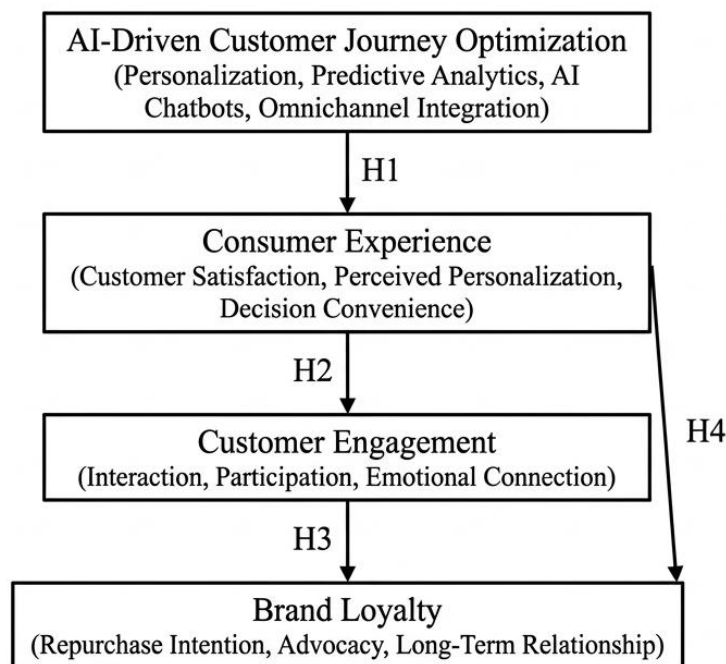 AI-Driven Customer Journey Optimization
(Personalization, Predictive Analytics, AI
Chatbots, Omnichannel Integration)
H1
Consumer Experience
(Customer Satisfaction, Perceived Personalization,
Decision Convenience)
H2
H4
Customer Engagement
(Interaction, Participation, Emotional Connection)
H3
Brand Loyalty
(Repurchase Intention, Advocacy, Long-Term Relationship)